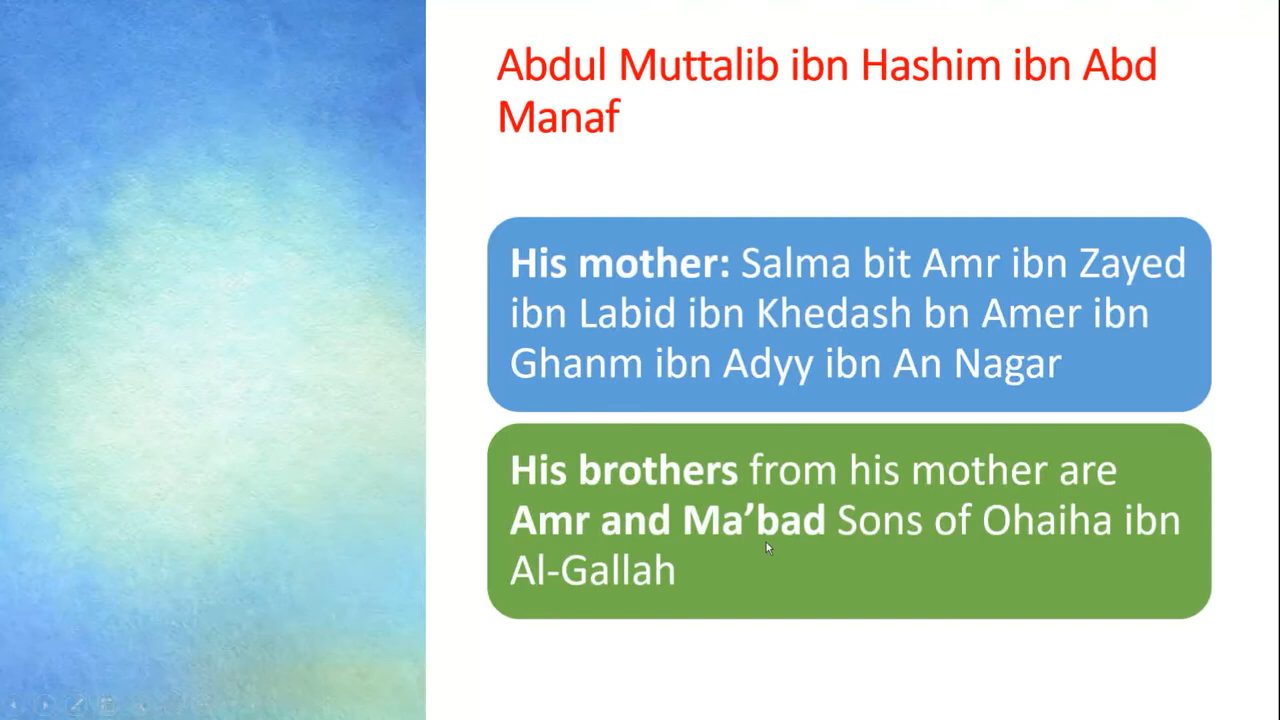 Abdul Muttalib ibn Hashim ibn Abd
Manaf
His mother: Salma bit Amr ibn Zayed
ibn Labid ibn Khedash bn Amer ibn
Ghanm ibn Adyy ibn An Nagar
His brothers from his mother are
Amr and Ma’bad Sons of Ohaiha ibn
Al-Gallah